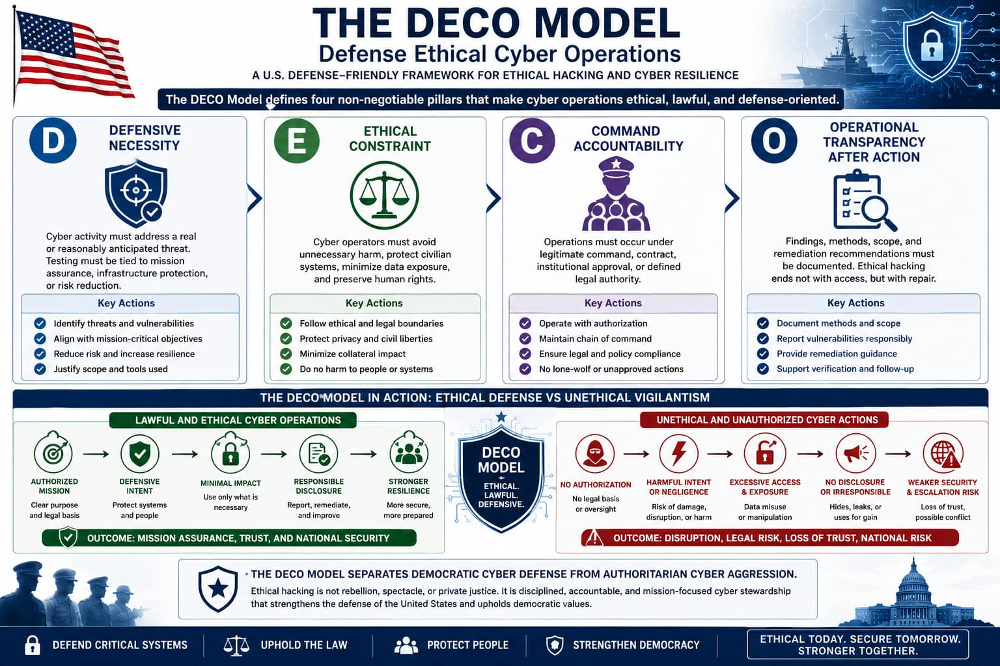 THE DECO MODEL
Defense Ethical Cyber Operations
A U.S. DEFENSE–FRIENDLY FRAMEWORK FOR ETHICAL HACKING AND CYBER RESILIENCE
The DECO Model defines four non-negotiable pillars that make cyber operations ethical, lawful, and defense-oriented.
D
DEFENSIVE
NECESSITY
Cyber activity must address a real
or reasonably anticipated threat.
Testing must be tied to mission
assurance, infrastructure protection,
or risk reduction.
Key Actions
Identify threats and vulnerabilities
Align with mission-critical objectives
Reduce risk and increase resilience
Justify scope and tools used
E
ETHICAL
CONSTRAINT
Cyber operators must avoid
unnecessary harm, protect civilian
systems, minimize data exposure,
and preserve human rights.
Key Actions
Follow ethical and legal boundaries
Protect privacy and civil liberties
Minimize collateral impact
Do no harm to people or systems
C
COMMAND
ACCOUNTABILITY
Operations must occur under
legitimate command, contract,
institutional approval, or defined
legal authority.
Key Actions
Operate with authorization
Maintain chain of command
Ensure legal and policy compliance
No lone-wolf or unapproved actions
O
OPERATIONAL
TRANSPARENCY
AFTER ACTION
Findings, methods, scope, and
remediation recommendations must
be documented. Ethical hacking
ends not with access, but with repair.
Key Actions
Document methods and scope
Report vulnerabilities responsibly
Provide remediation guidance
Support verification and follow-up
THE DECO MODEL IN ACTION: ETHICAL DEFENSE VS UNETHICAL VIGILANTISM
LAWFUL AND ETHICAL CYBER OPERATIONS
AUTHORIZED
MISSION
Clear purpose
and legal basis
DEFENSIVE
INTENT
Protect systems
and people
MINIMAL IMPACT
Use only what is
necessary
RESPONSIBLE
DISCLOSURE
Report, remediate,
and improve
STRONGER
RESILIENCE
More secure,
more prepared
OUTCOME: MISSION ASSURANCE, TRUST, AND NATIONAL SECURITY
DECO
MODEL
ETHICAL.
LAWFUL.
DEFENSIVE.
UNETHICAL AND UNAUTHORIZED CYBER ACTIONS
NO AUTHORIZATION
No legal basis
or oversight
HARMFUL INTENT
OR NEGLIGENCE
Risk of damage,
disruption, or harm
EXCESSIVE ACCESS
& EXPOSURE
Data misuse
or manipulation
NO DISCLOSURE
OR IRRESPONSIBLE
Hides, leaks, or
uses for gain
WEAKER SECURITY
& ESCALATION RISK
Loss of trust,
possible conflict
OUTCOME: DISRUPTION, LEGAL RISK, LOSS OF TRUST, NATIONAL RISK
THE DECO MODEL SEPARATES DEMOCRATIC CYBER DEFENSE FROM AUTHORITARIAN CYBER AGGRESSION.
Ethical hacking is not rebellion, spectacle, or private justice. It is disciplined, accountable, and mission-focused cyber stewardship
that strengthens the defense of the United States and upholds democratic values.
DEFEND CRITICAL SYSTEMS
UPHOLD THE LAW
PROTECT PEOPLE
STRENGTHEN DEMOCRACY
ETHICAL TODAY. SECURE TOMORROW.
STRONGER TOGETHER.